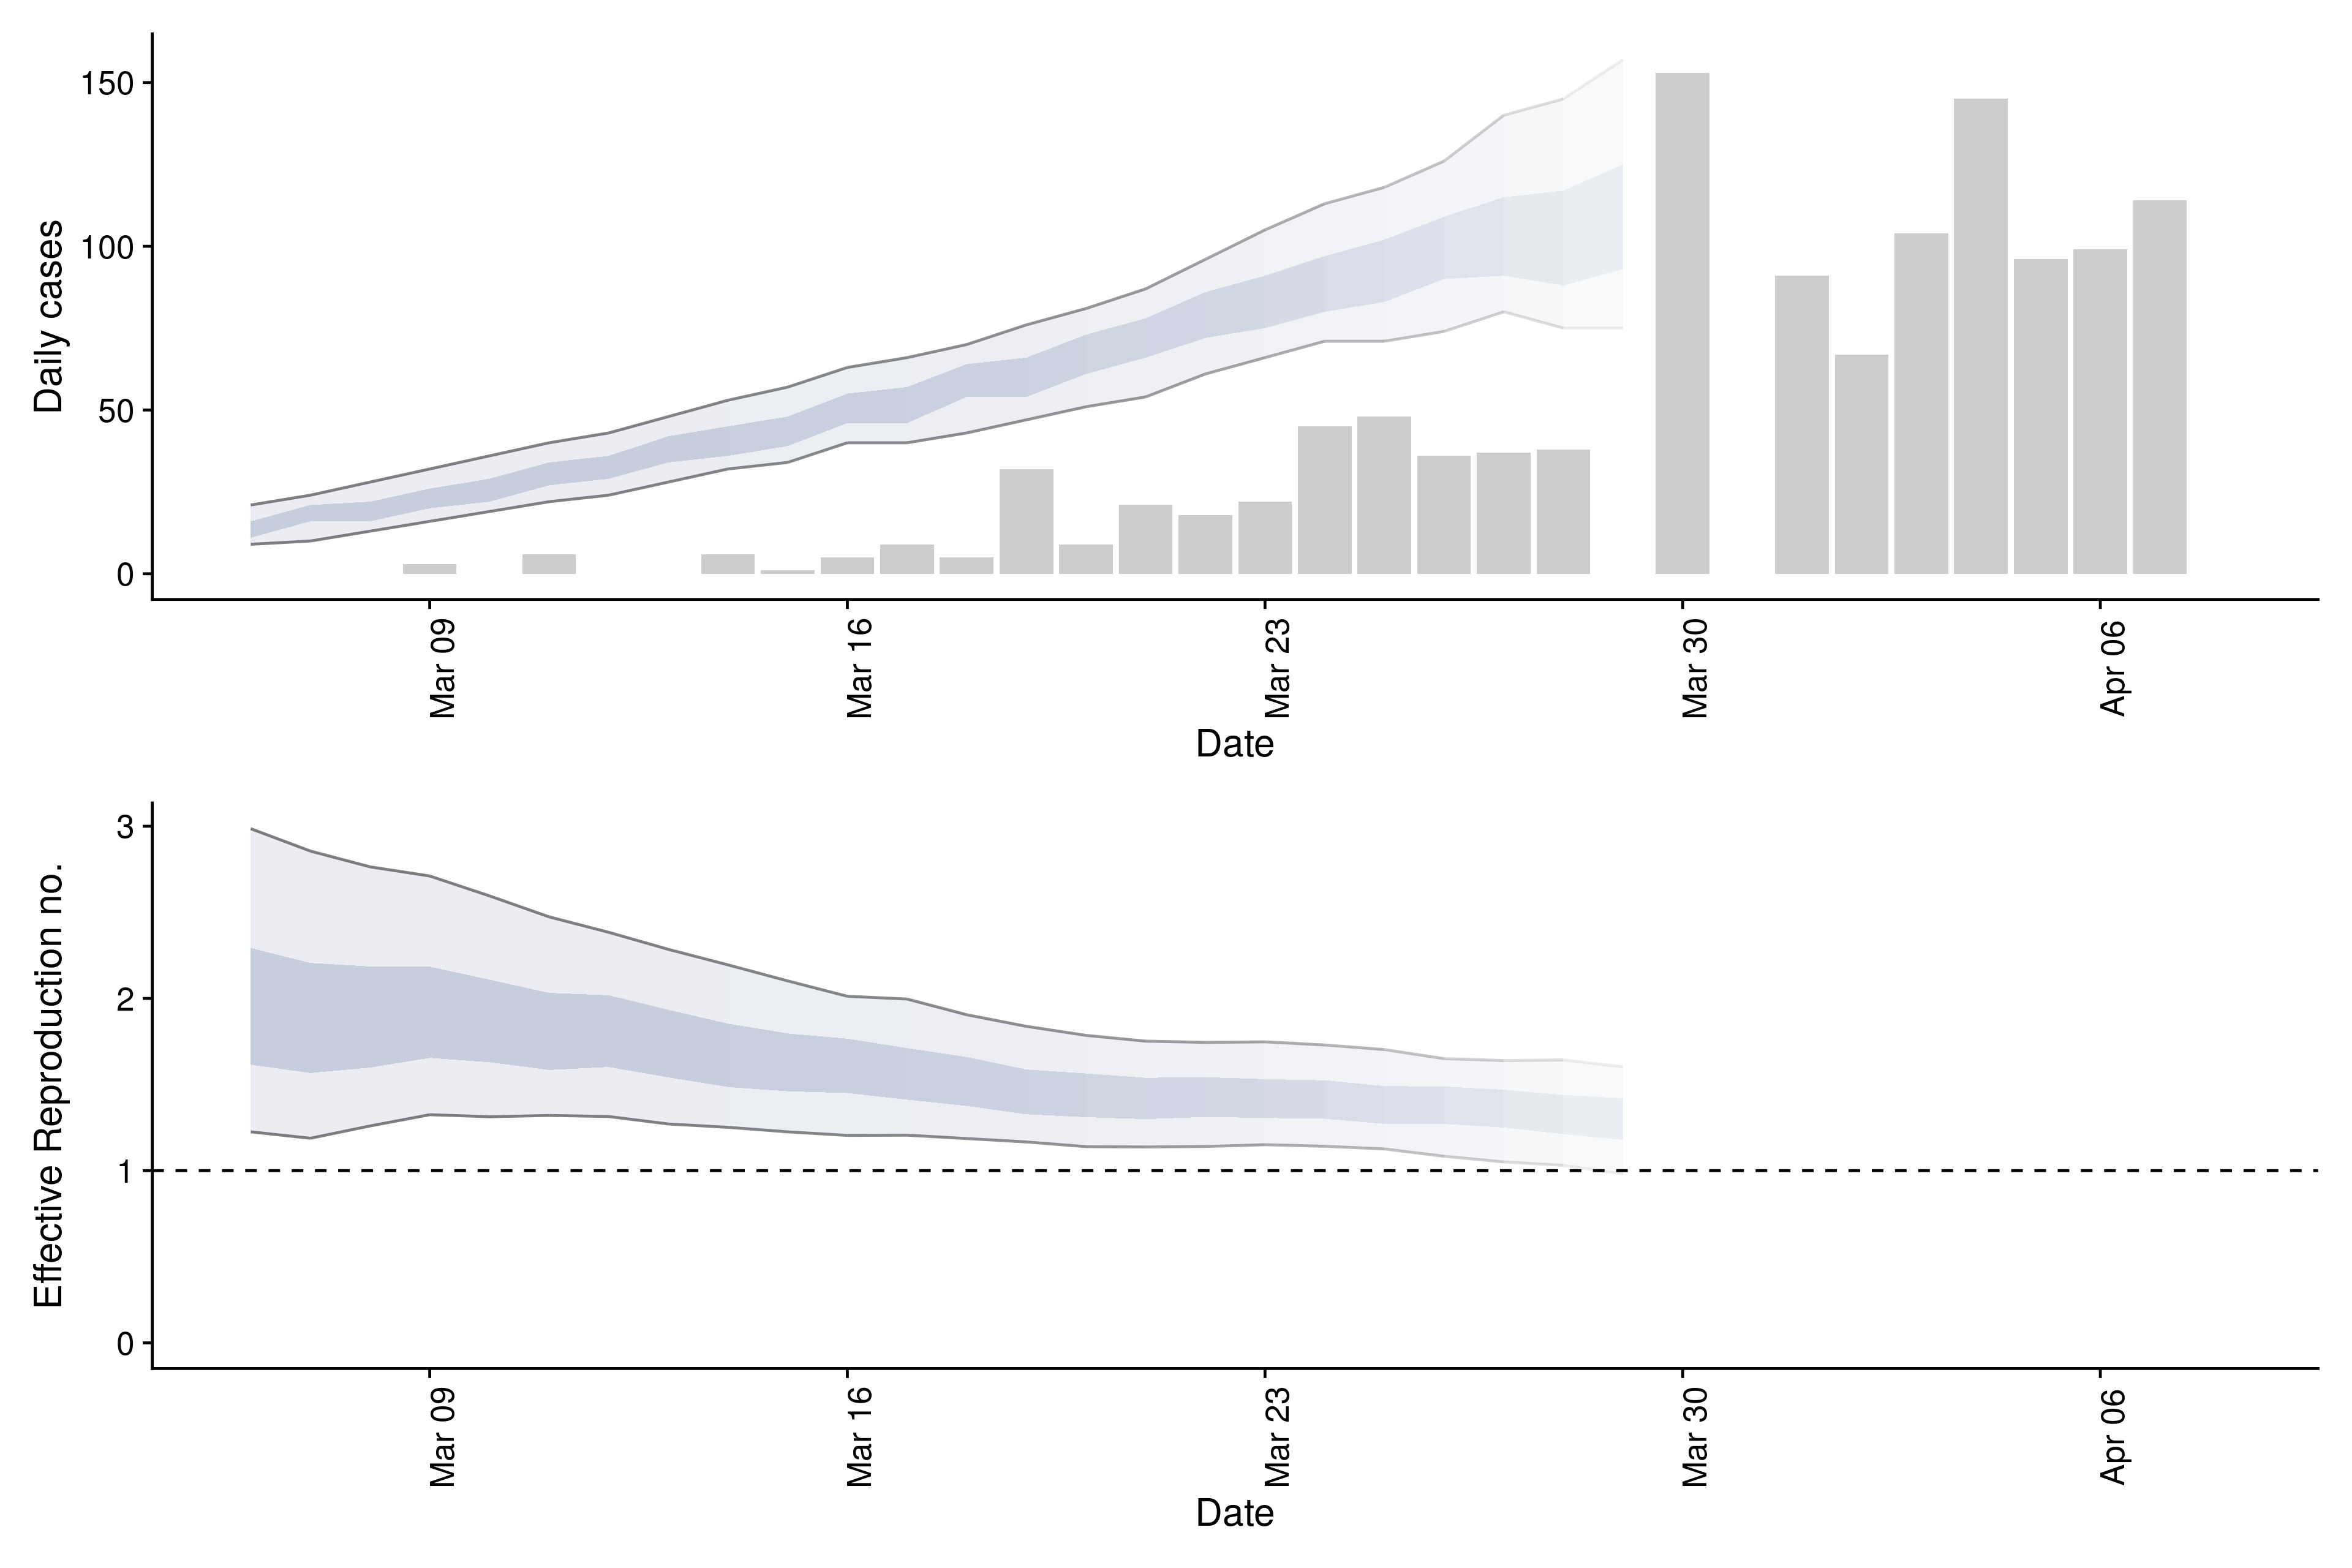 Daily cases
150
100
50
0
Mar 09
Mar 16
Mar 23
Mar 30
Apr 06
Date
Effective Reproduction no.
3
2
1
0
Mar 09
Mar 16
Mar 23
Mar 30
Apr 06
Date